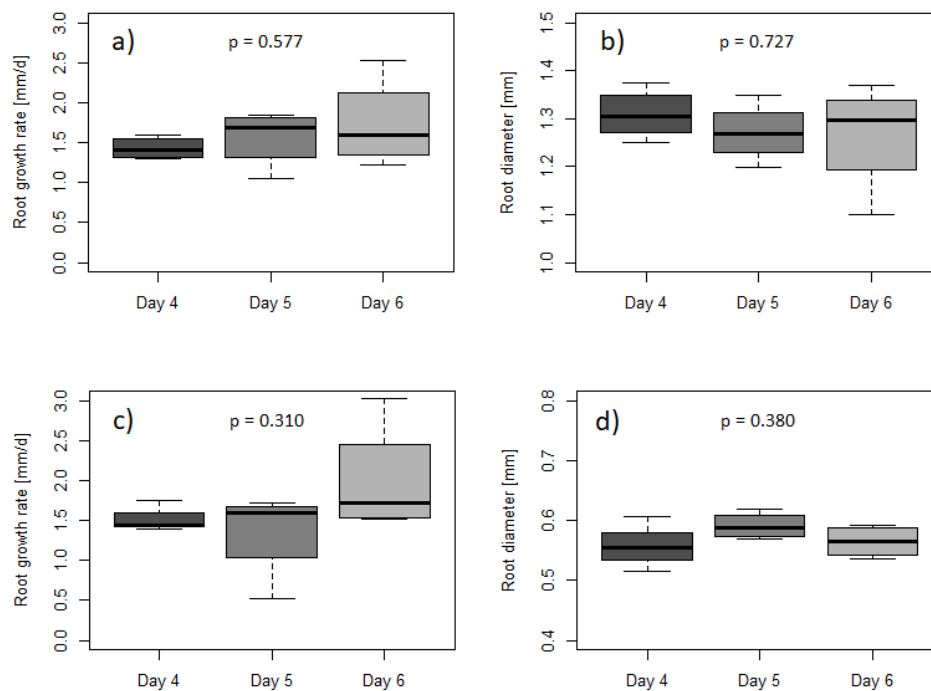 a)
p = 0.577
Root growth rate [mm/d]
3.0
2.5
2.0
1.5
1.0
0.5
0.0
Day 4
Day 5
Day 6
b)
p = 0.727
Root diameter [mm]
1.5
1.4
1.3
1.2
1.1
1.0
Day 4
Day 5
Day 6
c)
p = 0.310
Root growth rate [mm/d]
3.0
2.5
2.0
1.5
1.0
0.5
0.0
Day 4
Day 5
Day 6
d)
p = 0.380
Root diameter [mm]
0.8
0.7
0.6
0.5
0.4
Day 4
Day 5
Day 6